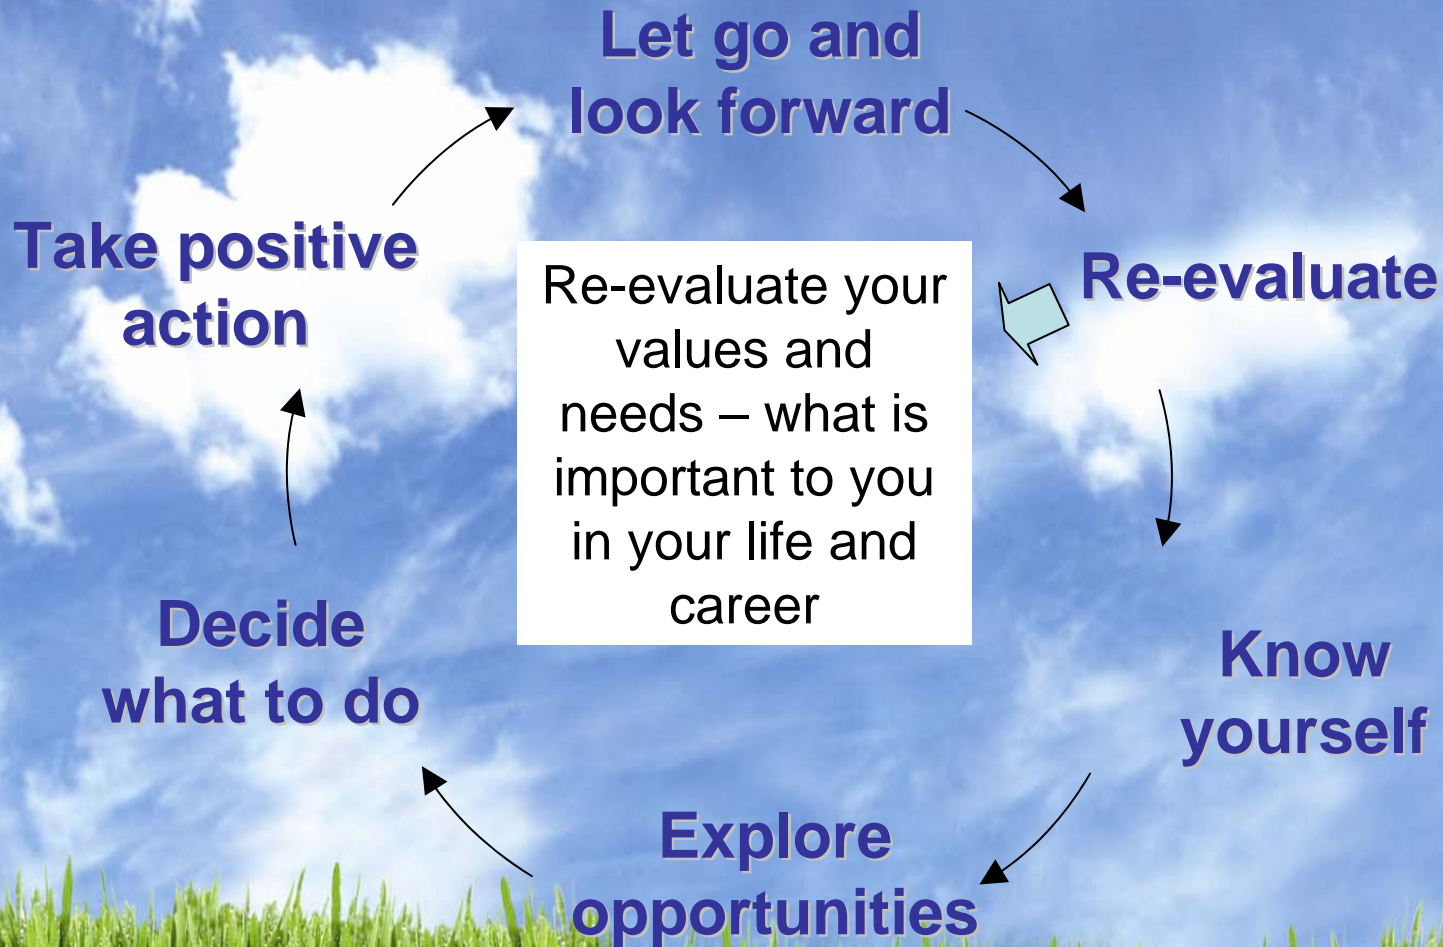 Let go and
look forward
Re-evaluate
Know
yourself
Explore
opportunities
Decide
what to do
Take positive
action
Re-evaluate your
values and
needs – what is
important to you
in your life and
career